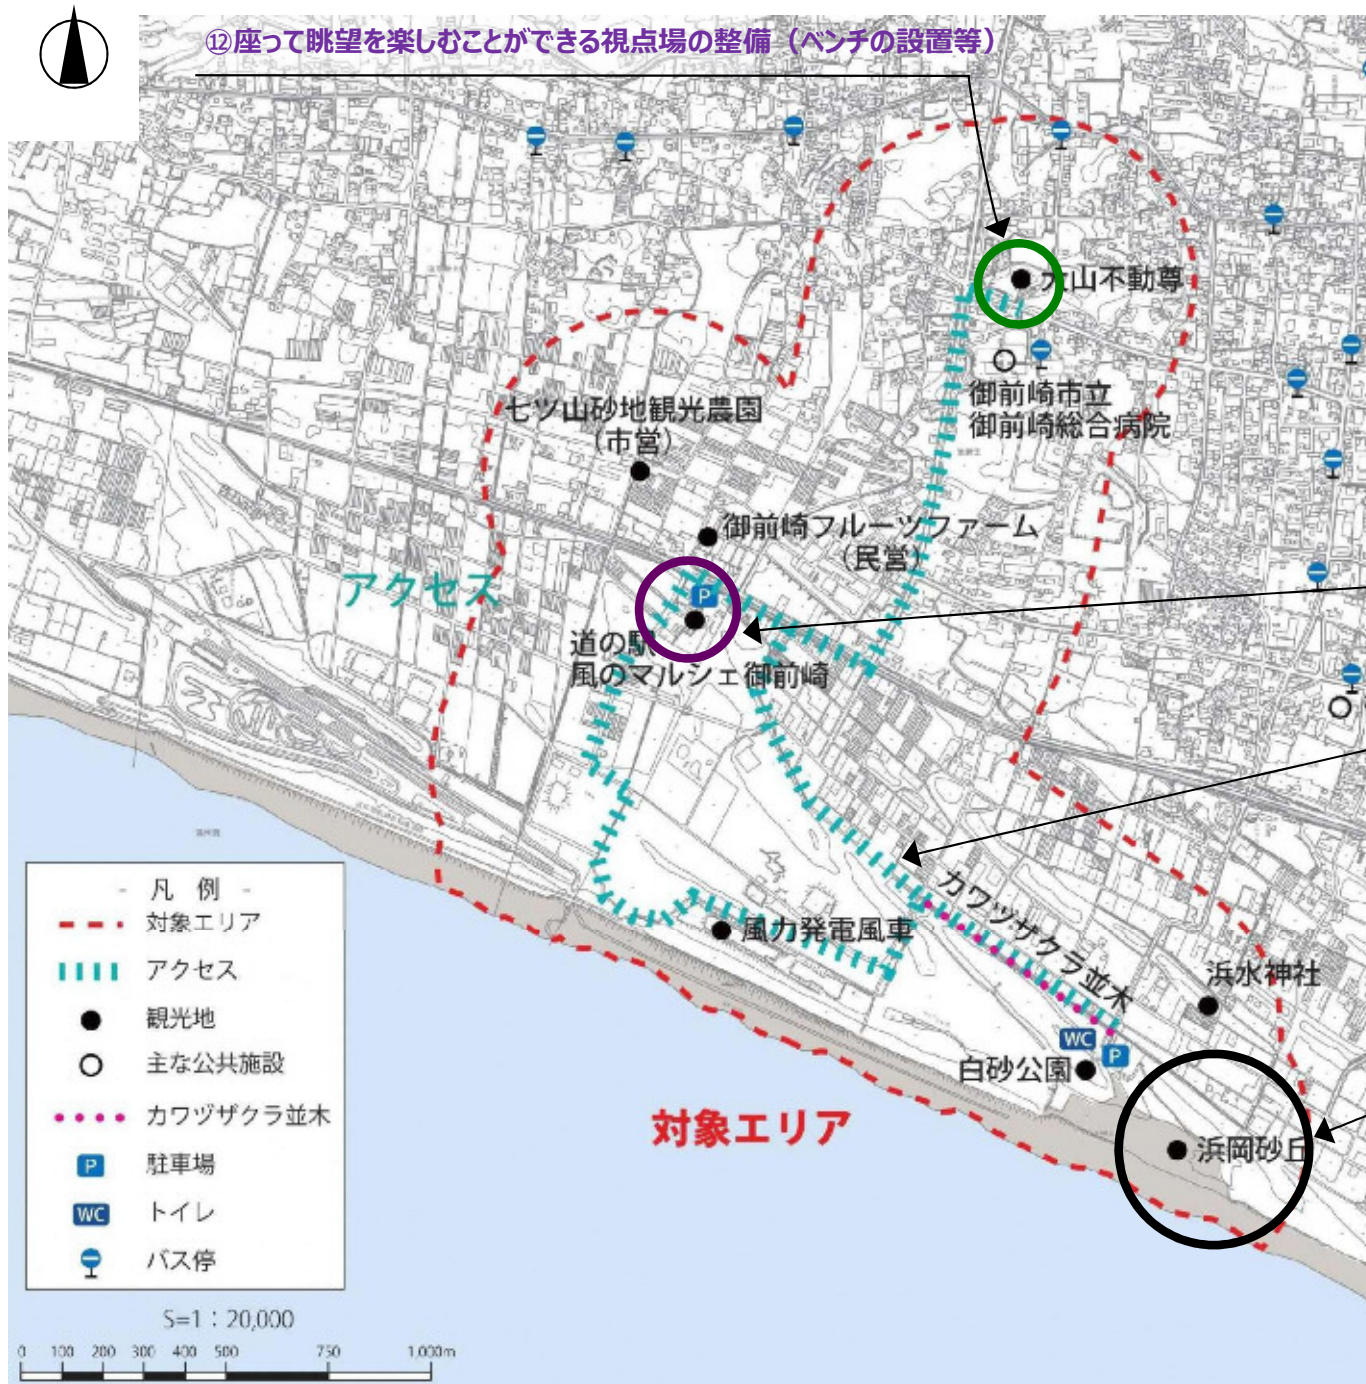 ⑫座って眺望を楽しむことができる視点場の整備（ベンチの設置等）
大山不動尊
御前崎市立
御前崎総合病院
七ツ山砂地観光農園
（市営）
御前崎フルーツファーム
（民営）
アクセス
P
道の駅
風のマルシェ御前崎
カワヅザクラ並木
風力発電風車
浜水神社
WC
P
白砂公園
浜岡砂丘
対象エリア
- 凡 例 -
対象エリア
アクセス
観光地
主な公共施設
カワヅザクラ並木
P 駐車場
WC トイレ
バス停
S=1：20,000
0 100 200 300 400 500 750 1,000m